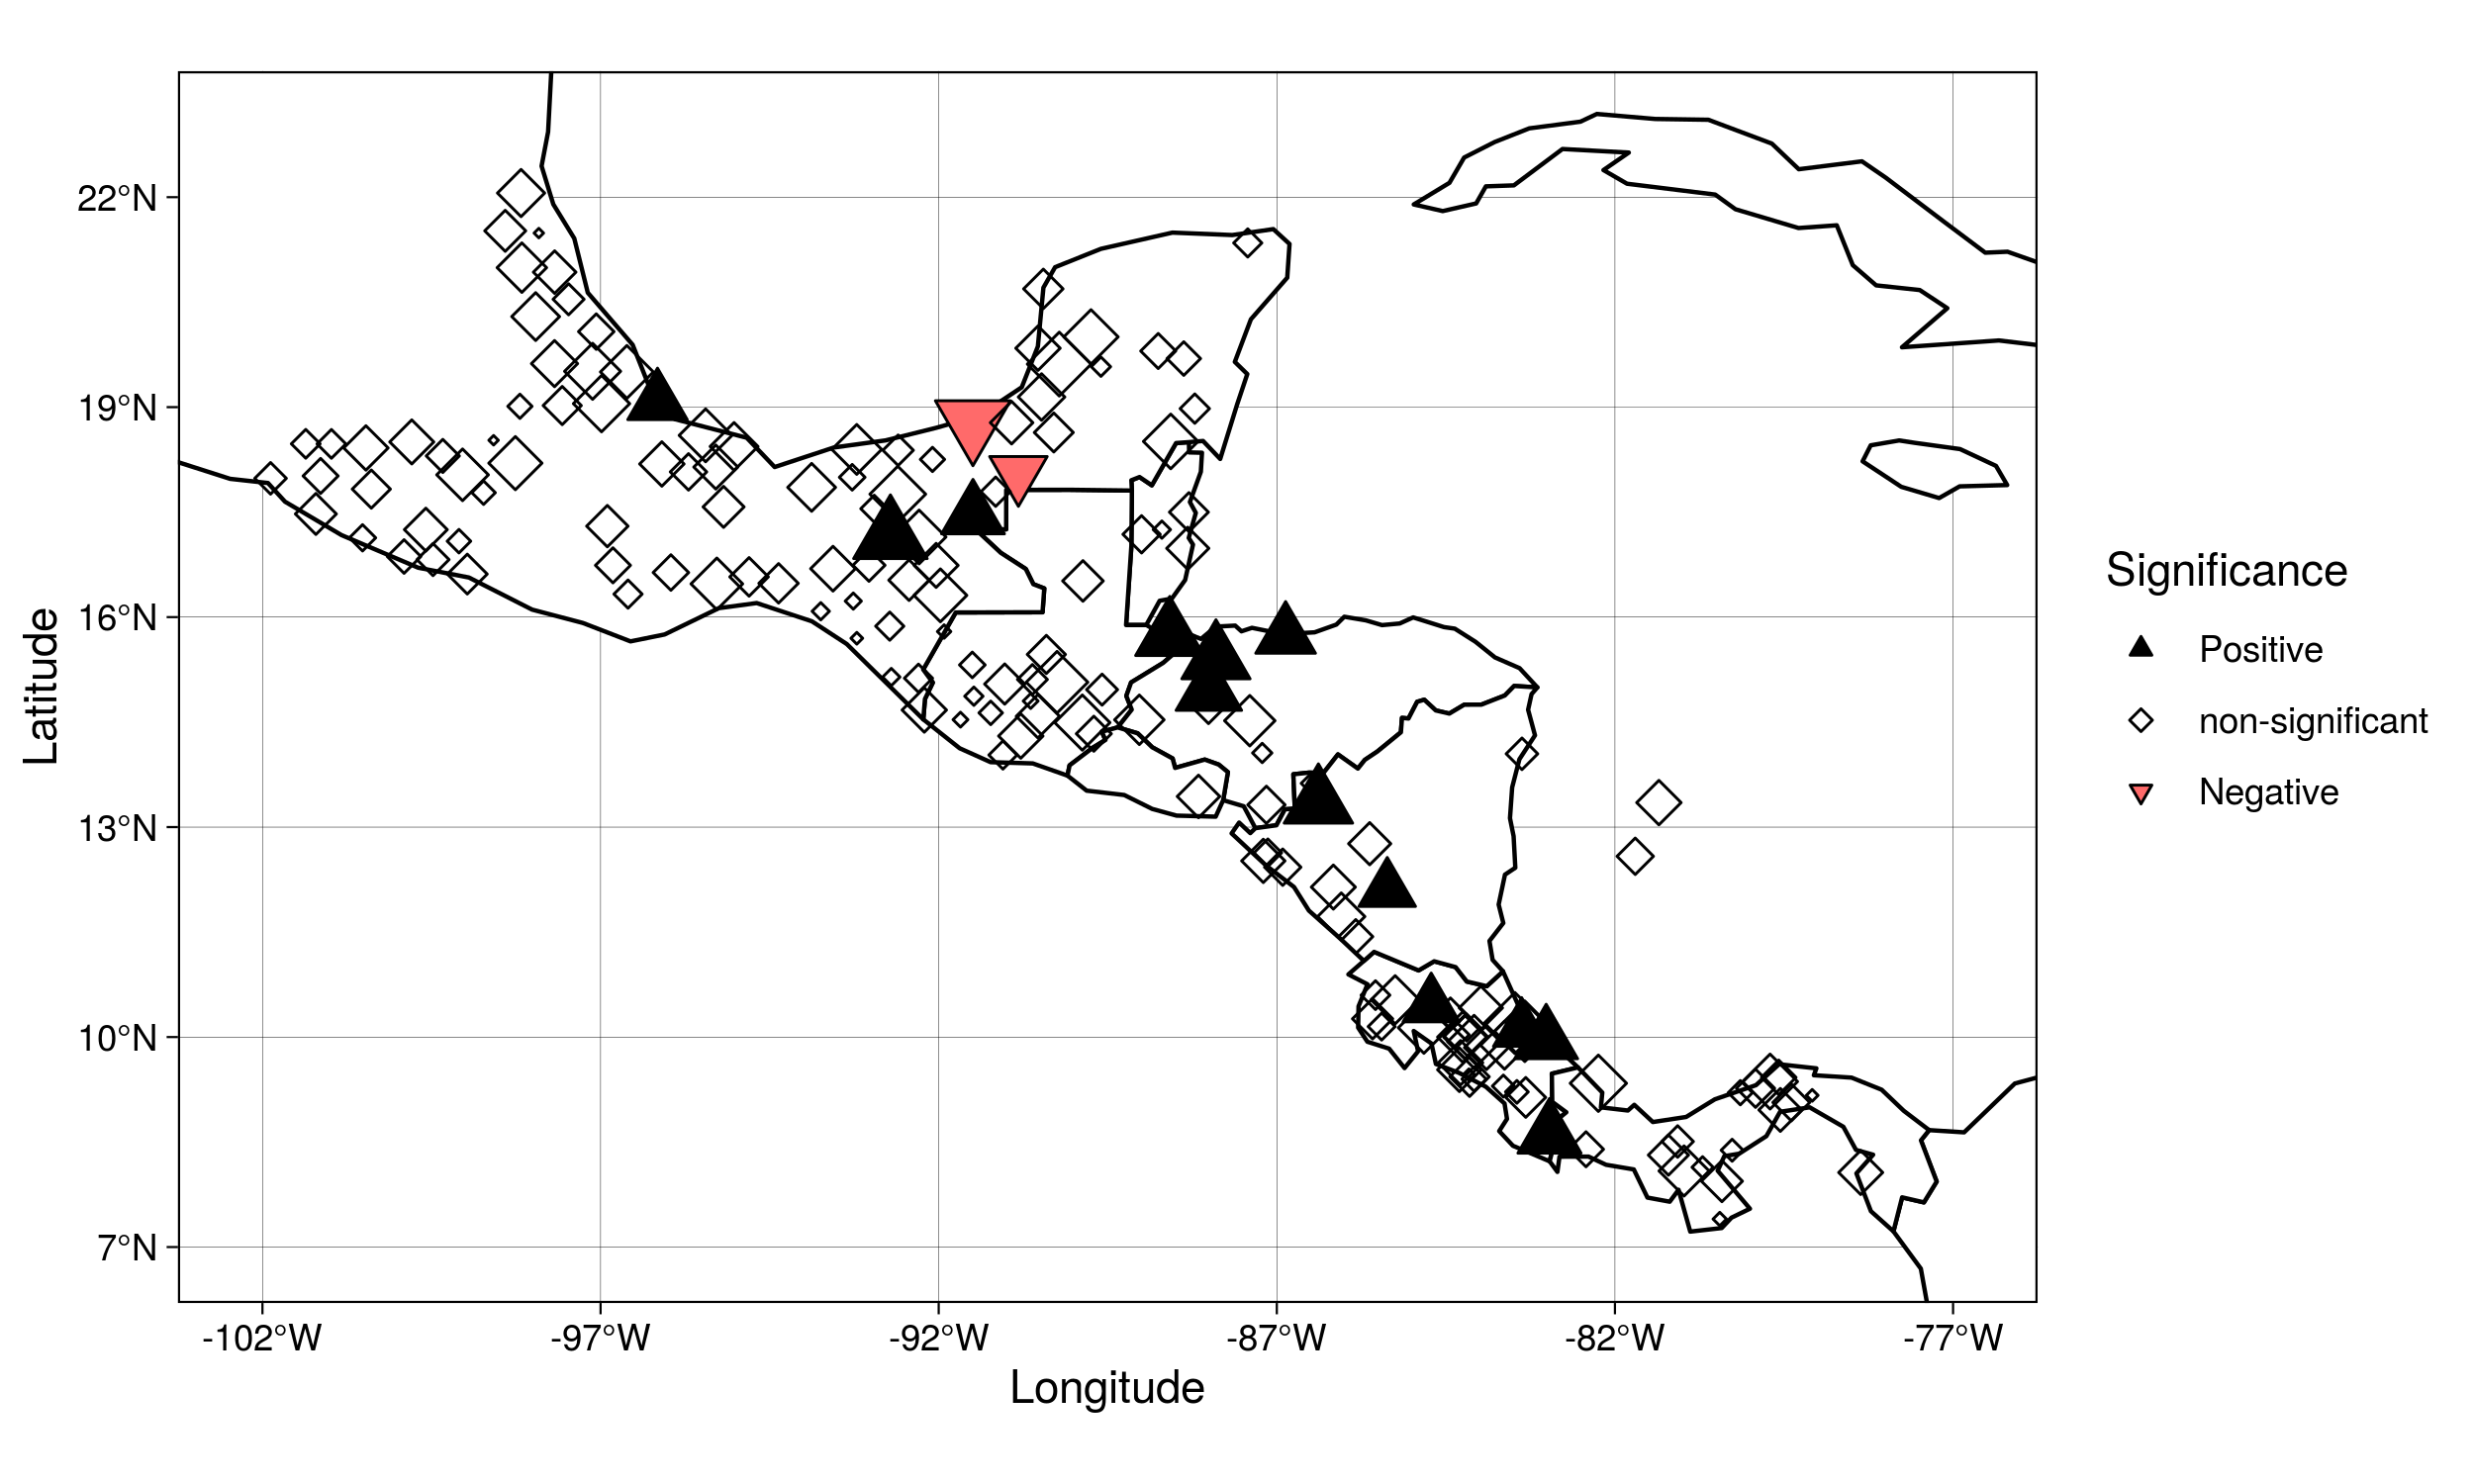 22°N
19°N
16°N
13°N
10°N
7°N
Latitude
-102°W
-97°W
-92°W
-87°W
-82°W
-77°W
Longitude
Significance
Positive
non-significant
Negative